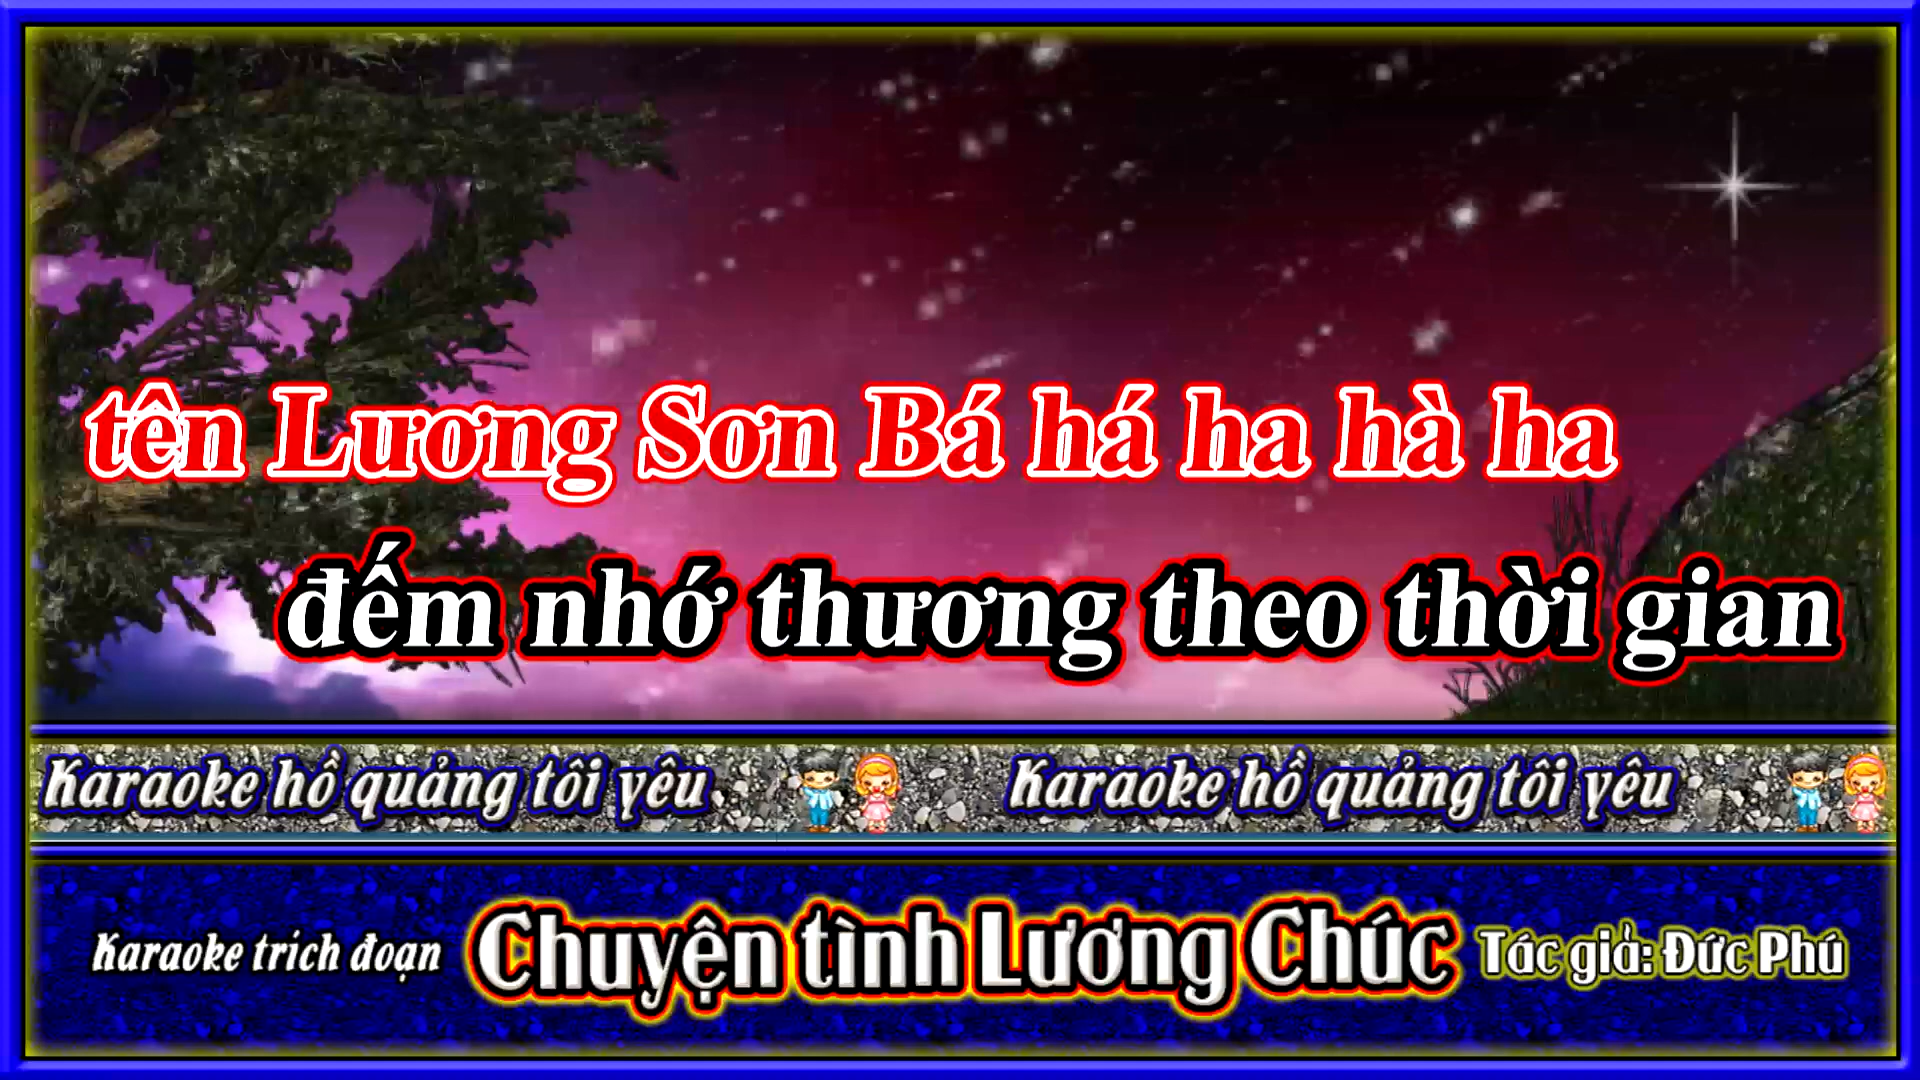 tên Lương Sơn Bá há ha hà ha
đếm nhớ thương theo thời gian
Karaoke hồ quảng tôi yêu Karaoke hồ quảng tôi yêu
Karaoke trích đoạn Chuyện tình Lương Chúc Tác giả: Đức Phú